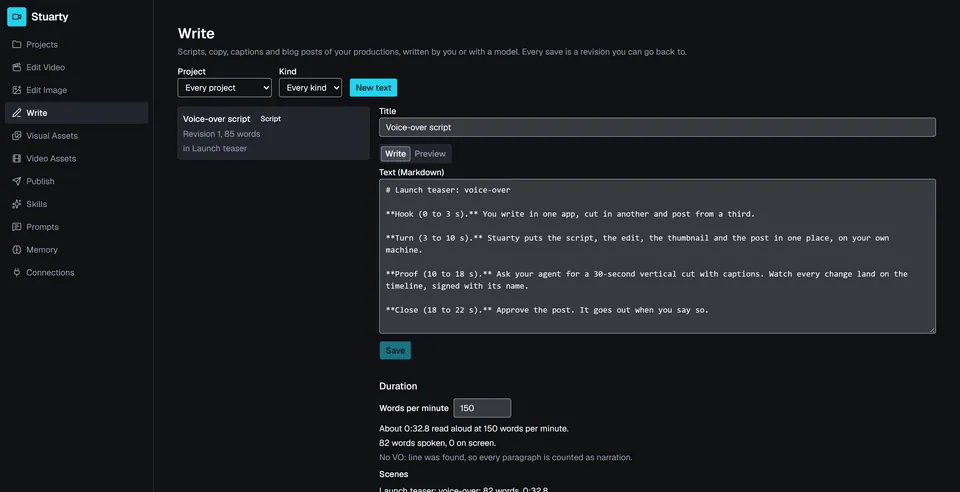 Stuarty
Projects
Edit Video
Edit Image
Write
Visual Assets
Video Assets
Publish
Skills
Prompts
Memory
Connections
Write
Scripts, copy, captions and blog posts of your productions, written by you or with a model. Every save is a revision you can go back to.
Project
Kind
Every project
Every kind
New text
Voice-over script
Script
Revision 1, 85 words
in Launch teaser
Title
Voice-over script
Write
Preview
Text (Markdown)
# Launch teaser: voice-over
**Hook (0 to 3 s).** You write in one app, cut in another and post from a third.
**Turn (3 to 10 s).** Stuarty puts the script, the edit, the thumbnail and the post in one place, on your own
machine.
**Proof (10 to 18 s).** Ask your agent for a 30-second vertical cut with captions. Watch every change land on the
timeline, signed with its name.
**Close (18 to 22 s).** Approve the post. It goes out when you say so.
Save
Duration
Words per minute
150
About 0:32.8 read aloud at 150 words per minute.
82 words spoken, 0 on screen.
No VO: line was found, so every paragraph is counted as narration.
Scenes
Launch teaser: voice-over: 82 words, 0:32.8